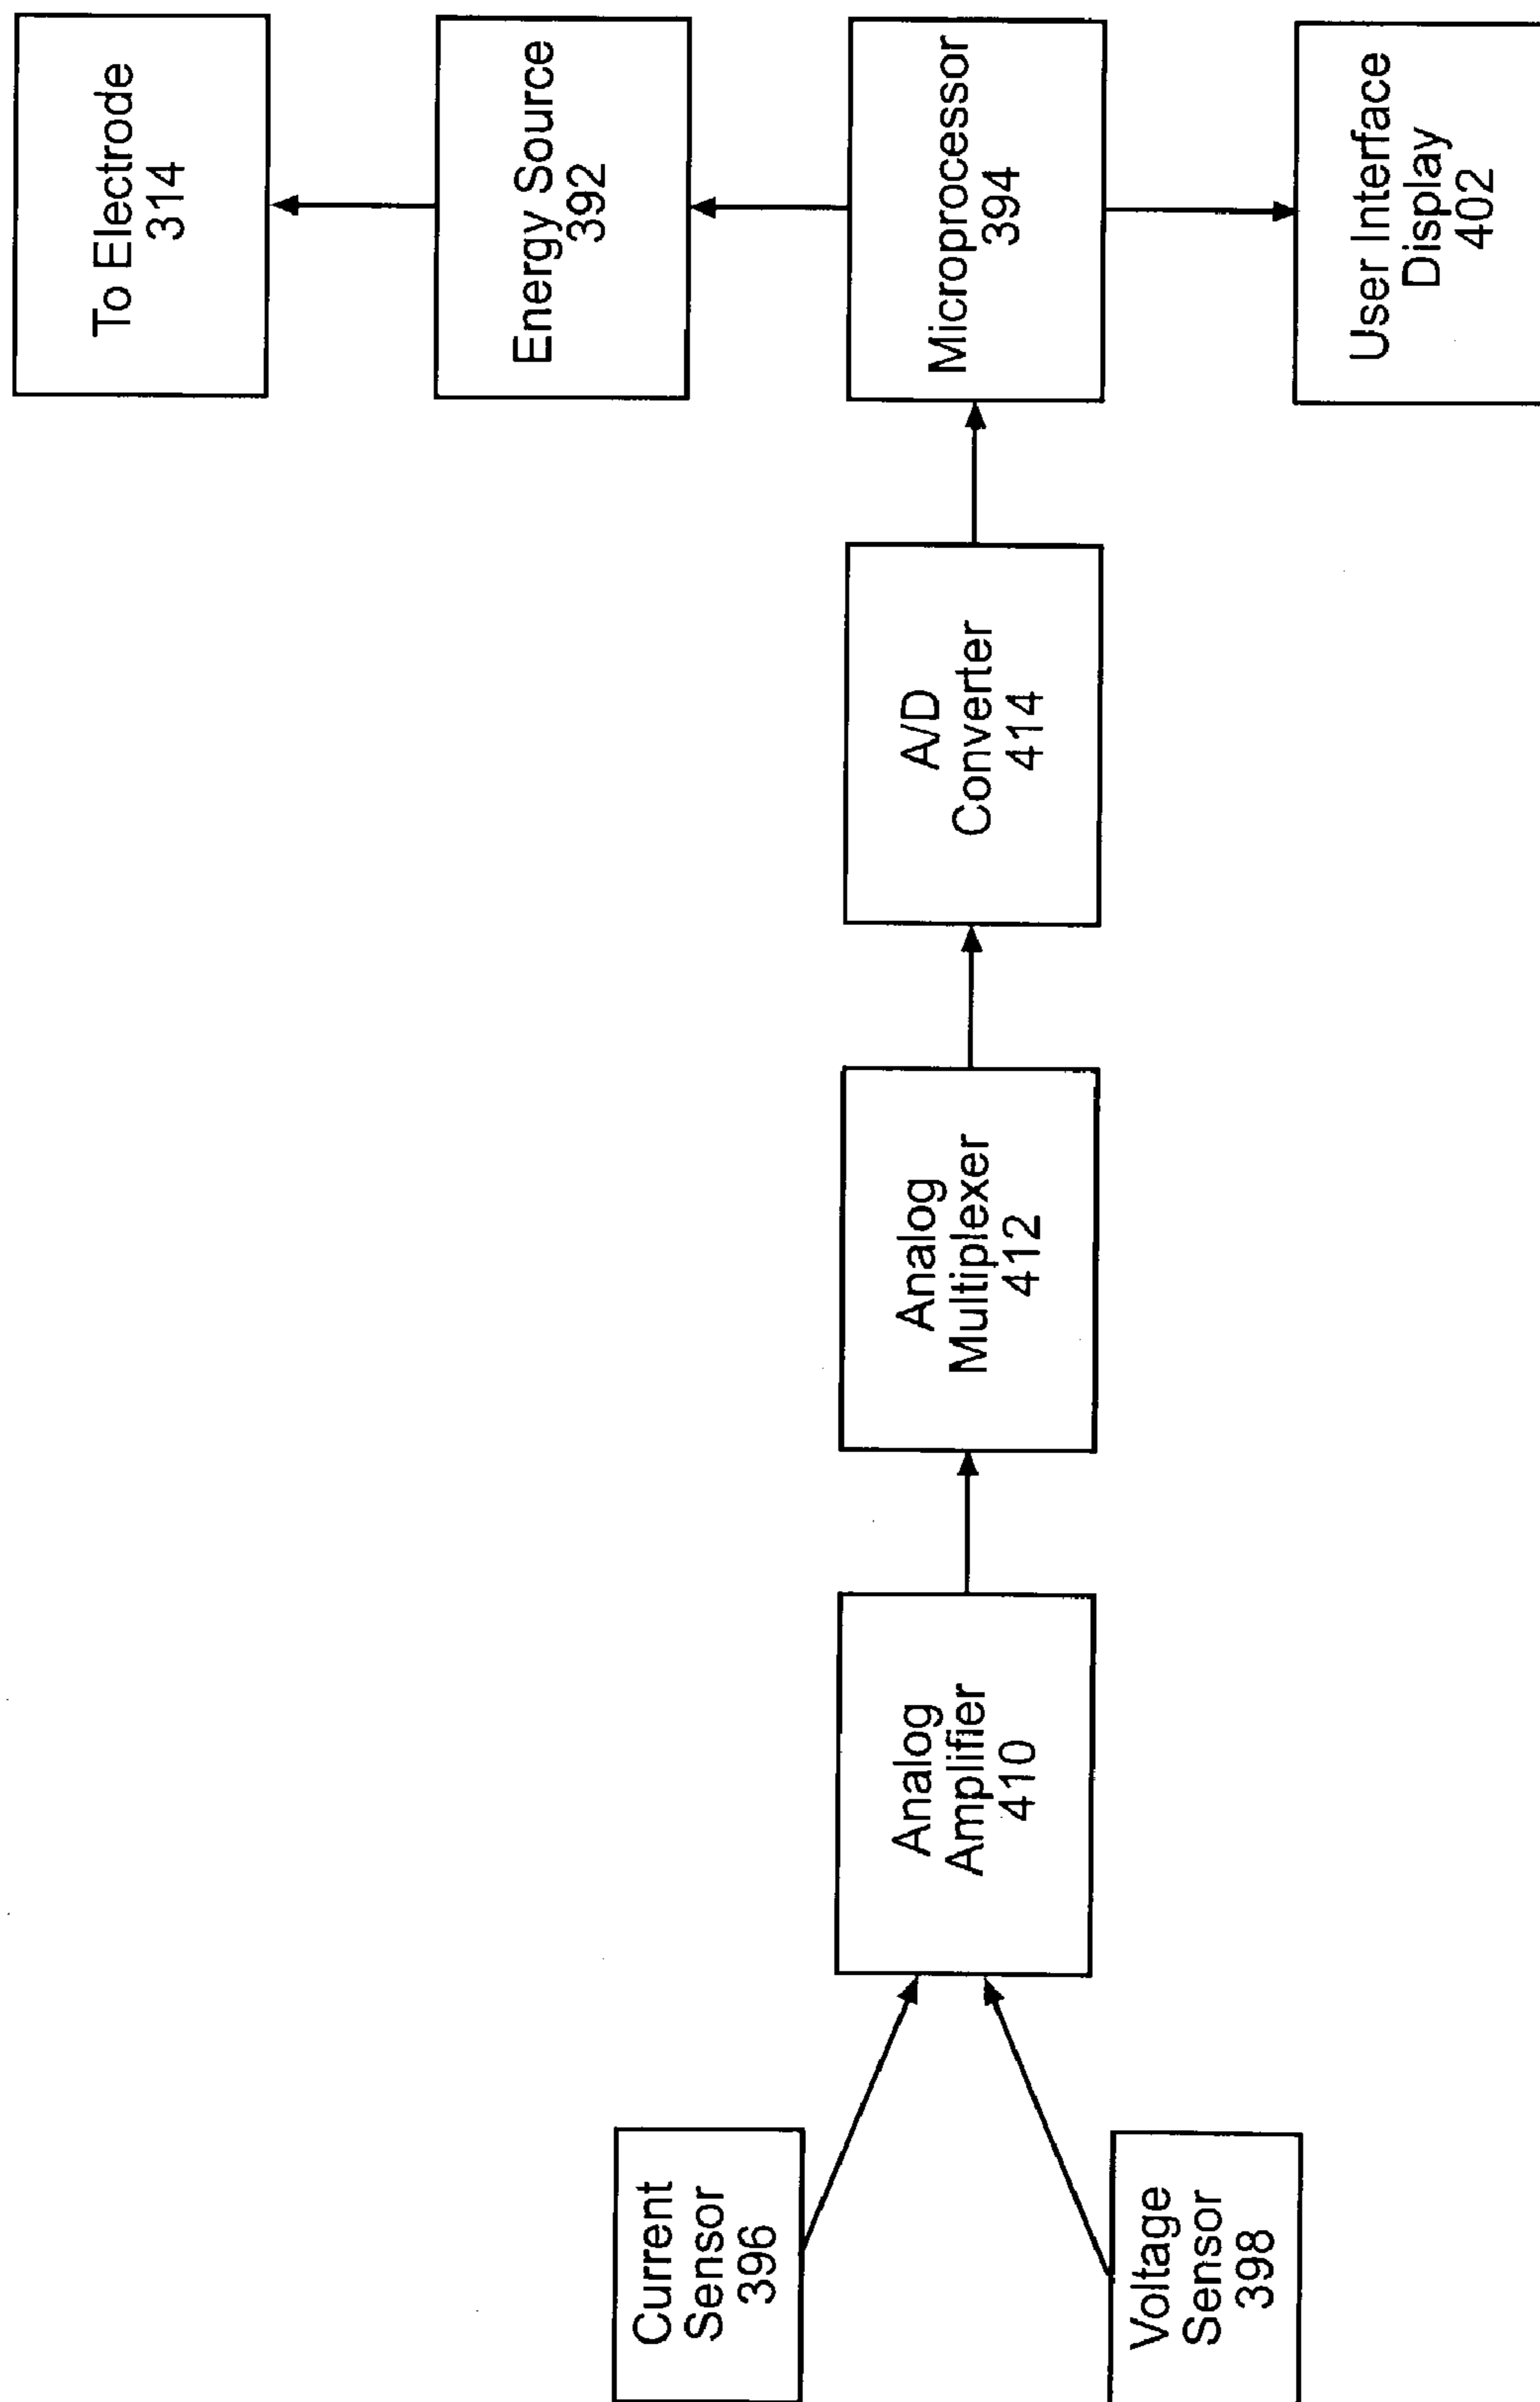 Current
Sensor
396
Voltage
Sensor
398
Analog
Amplifier
410
Analog
Multiplexer
412
A/D
Converter
414
Microprocessor
394
Energy Source
392
To Electrode
314
User Interface
Display
402